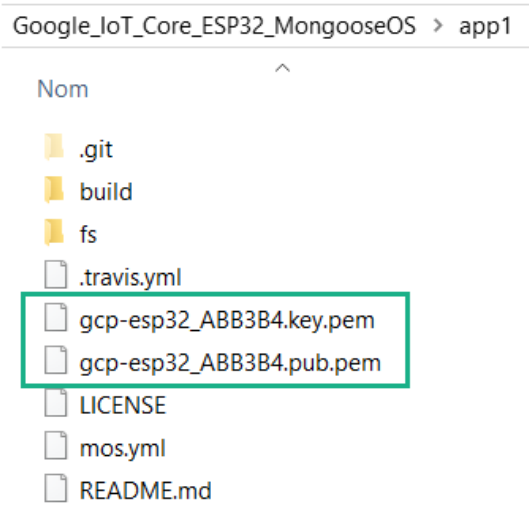 Google_IoT_Core_ESP32_MongooseOS > app1
Nom
.git
build
fs
.travis.yml
gcp-esp32_ABB3B4.key.pem
gcp-esp32_ABB3B4.pub.pem
LICENSE
mos.yml
README.md